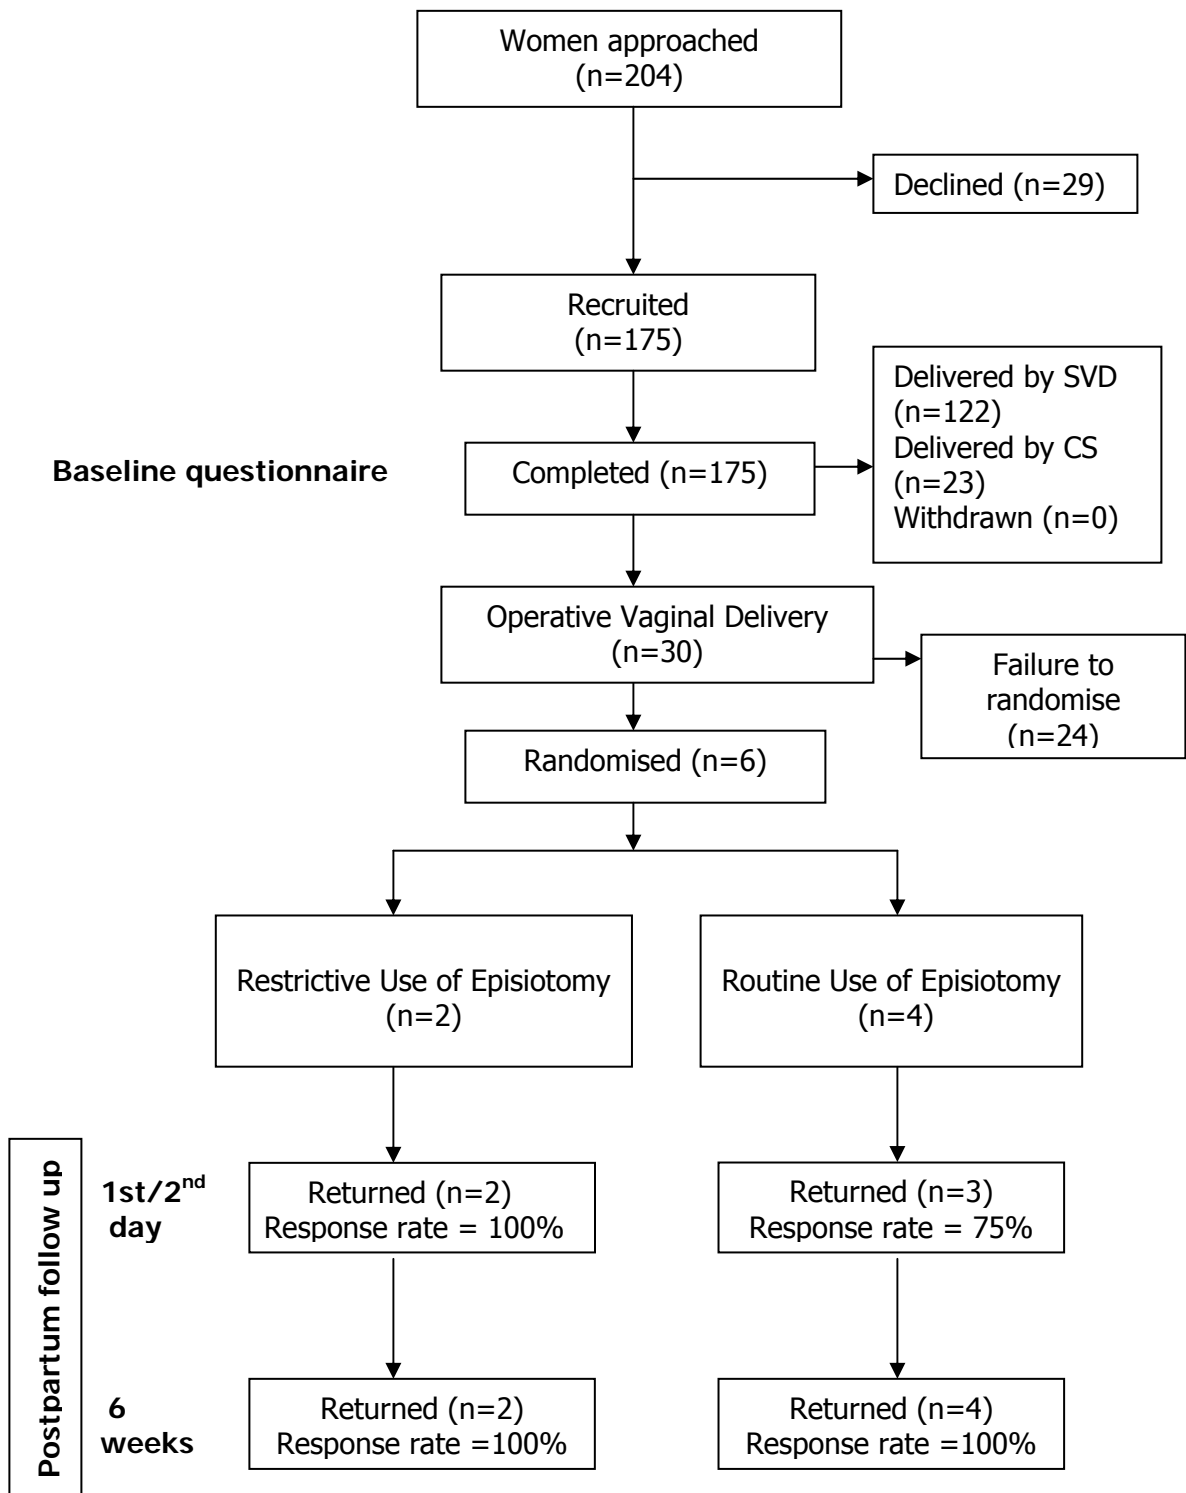 Women approached
(n=204)
Declined (n=29)
Recruited
(n=175)
Baseline questionnaire
Completed (n=175)
Delivered by SVD
(n=122)
Delivered by CS
(n=23)
Withdrawn (n=0)
Operative Vaginal Delivery
(n=30)
Failure to
randomise
(n=24)
Randomised (n=6)
Restrictive Use of Episiotomy
(n=2)
Routine Use of Episiotomy
(n=4)
Postpartum follow up
1st/2nd
day
Returned (n=2)
Response rate = 100%
Returned (n=3)
Response rate = 75%
6
weeks
Returned (n=2)
Response rate =100%
Returned (n=4)
Response rate =100%